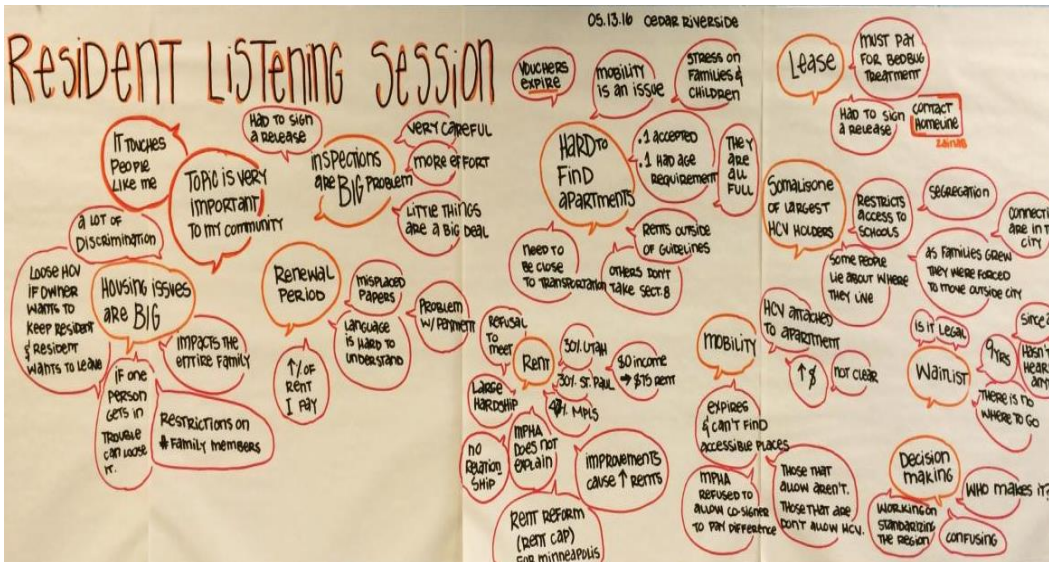 05.13.16 CEDAR RIVERSIDE
RESIDENT LISTENING SESSION
HAD TO SIGN
A RELEASE
IT TOUCHES
PEOPLE
LIKE ME
TOPIC IS VERY
IMPORTANT
TO MY COMMUNITY
INSPECTIONS
ARE BIG PROBLEM
VERY CAREFUL
MORE EFFORT
LITTLE THINGS
ARE A BIG DEAL
A LOT OF
DISCRIMINATION
HOUSING ISSUES
ARE BIG
LOOSE HCV
IF OWNER
WANTS TO
KEEP RESIDENT
& RESIDENT
WANTS TO LEAVE
IMPACTS THE
ENTIRE FAMILY
IF ONE
PERSON
GETS IN
TROUBLE
CAN LOOSE
IT.
RESTRICTIONS ON
# FAMILY MEMBERS
RENEWAL
PERIOD
MISPLACED
PAPERS
LANGUAGE
IS HARD TO
UNDERSTAND
PROBLEM
W/PAYMENT
↑ % OF
RENT
I PAY
VOUCHERS
EXPIRE
MOBILITY
IS AN ISSUE
STRESS ON
FAMILIES &
CHILDREN
HARD TO
FIND
APARTMENTS
.1 ACCEPTED
.1 HAD AGE
REQUIREMENT
THEY
ARE
ALL
FULL
RENTS OUTSIDE
OF GUIDELINES
NEED TO
BE CLOSE
TO TRANSPORTATION
OTHERS DON'T
TAKE SECT. 8
REFUSAL
TO
MEET
RENT
30% UTAH
30% ST. PAUL
% MPLS
$0 INCOME
→ $75 RENT
LARGE
HARDSHIP
NO
RELATION
SHIP
MPHA
DOES NOT
EXPLAIN
IMPROVEMENTS
CAUSE ↑ RENTS
RENT REFORM
(RENT CAP)
FOR MINNEAPOLIS
MOBILITY
EXPIRES
& CAN'T FIND
ACCESSIBLE PLACES
MPHA
REFUSED TO
ALLOW CO-SIGNER
TO PAY DIFFERENCE
THOSE THAT
ALLOW AREN'T.
THOSE THAT ARE
DON'T ALLOW HCV.
LEASE
MUST PAY
FOR BEDBUG
TREATMENT
HAD TO SIGN
A RELEASE
CONTACT
HOMELINE
SOMALIS ONE
OF LARGEST
HCV HOLDERS
RESTRICTS
ACCESS TO
SCHOOLS
SEGREGATION
CONNECTI
ARE IN T
CITY
SOME PEOPLE
LIE ABOUT WHERE
THEY LIVE
AS FAMILIES GREW
THEY WERE FORCED
TO MOVE OUTSIDE CITY
HCV ATTACHED
TO APARTMENT
↑ $
NOT CLEAR
IS IT LEGAL
WAITLIST
9 YRS
SINCE
HASN'T
HEAR
THERE IS NO
WHERE TO GO
DECISION
MAKING
WHO MAKES IT?
WORKING ON
STANDARIZING
THE REGION
CONFUSING